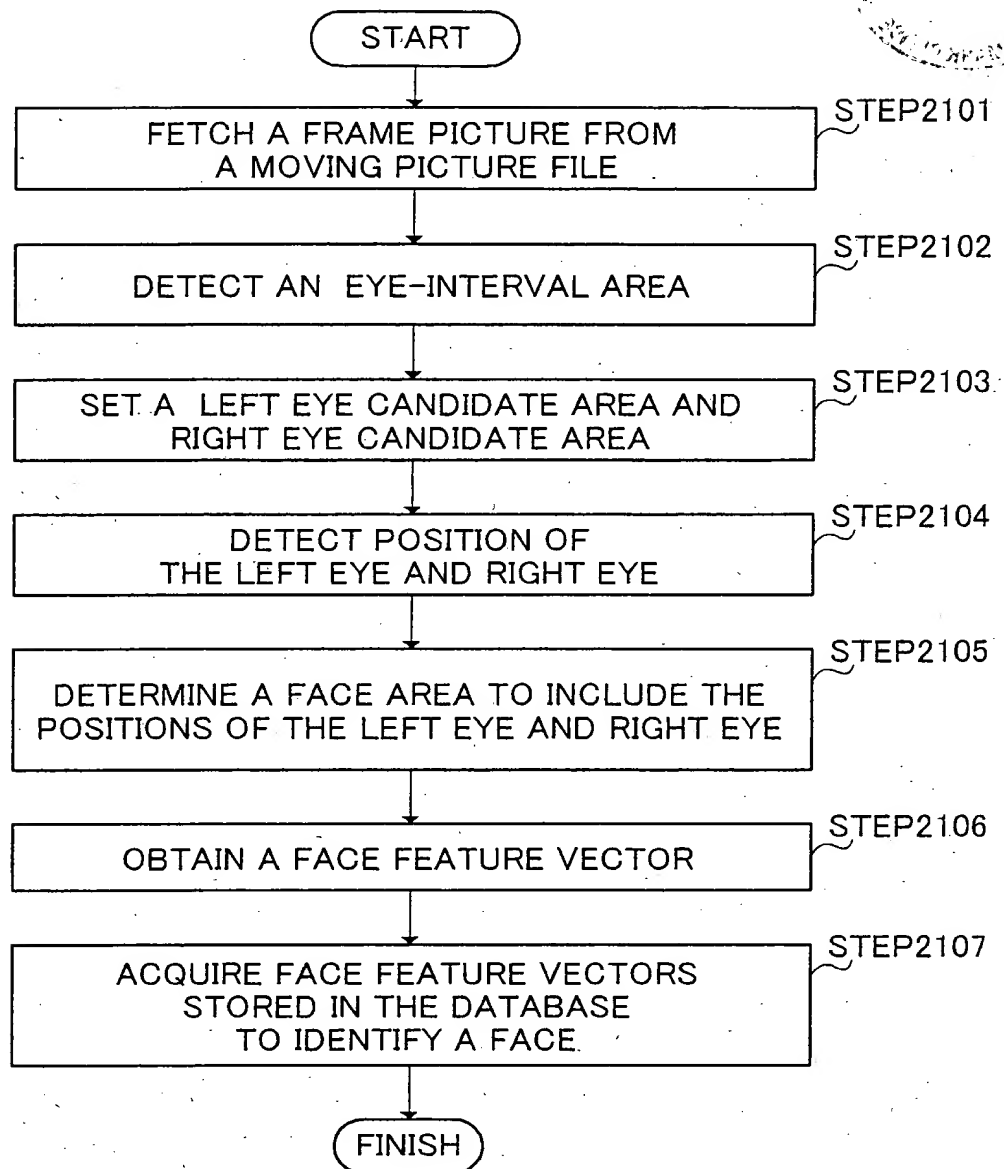 START
STEP2101
FETCH A FRAME PICTURE FROM
A MOVING PICTURE FILE
STEP2102
DETECT AN EYE-INTERVAL AREA
STEP2103
SET A LEFT EYE CANDIDATE AREA AND
RIGHT EYE CANDIDATE AREA
STEP2104
DETECT POSITION OF
THE LEFT EYE AND RIGHT EYE
STEP2105
DETERMINE A FACE AREA TO INCLUDE THE
POSITIONS OF THE LEFT EYE AND RIGHT EYE
STEP2106
OBTAIN A FACE FEATURE VECTOR
STEP2107
ACQUIRE FACE FEATURE VECTORS
STORED IN THE DATABASE
TO IDENTIFY A FACE
FINISH